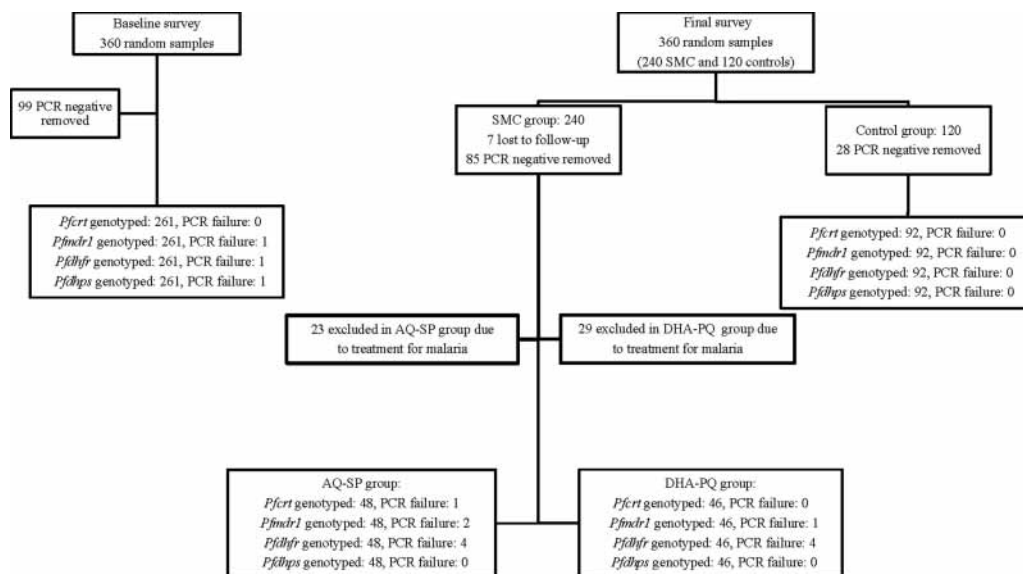 Baseline survey
360 random samples
Final survey
360 random samples
(240 SMC and 120 controls)
99 PCR negative
removed
SMC group: 240
7 lost to follow-up
85 PCR negative removed
Control group: 120
28 PCR negative removed
Pfcrt genotyped: 261, PCR failure: 0
Pfmdr1 genotyped: 261, PCR failure: 1
Pfdhfr genotyped: 261, PCR failure: 1
Pfdhps genotyped: 261, PCR failure: 1
Pfcrt genotyped: 92, PCR failure: 0
Pfmdr1 genotyped: 92, PCR failure: 0
Pfdhfr genotyped: 92, PCR failure: 0
Pfdhps genotyped: 92, PCR failure: 0
23 excluded in AQ-SP group due
to treatment for malaria
29 excluded in DHA-PQ group due
to treatment for malaria
AQ-SP group:
Pfcrt genotyped: 48, PCR failure: 1
Pfmdr1 genotyped: 48, PCR failure: 2
Pfdhfr genotyped: 48, PCR failure: 4
Pfdhps genotyped: 48, PCR failure: 0
DHA-PQ group:
Pfcrt genotyped: 46, PCR failure: 0
Pfmdr1 genotyped: 46, PCR failure: 1
Pfdhfr genotyped: 46, PCR failure: 4
Pfdhps genotyped: 46, PCR failure: 0